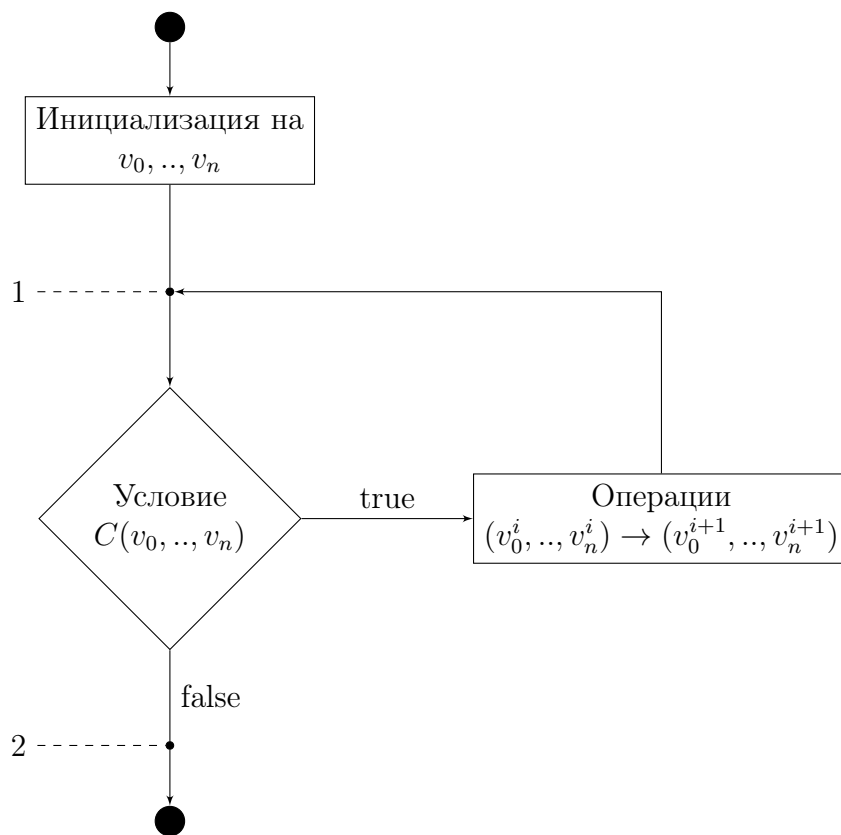 Инициализация на
v_0, .., v_n
1
Условие
C(v_0, .., v_n)
true
Операции
(v_0^i, .., v_n^i) → (v_0^{i+1}, .., v_n^{i+1})
false
2